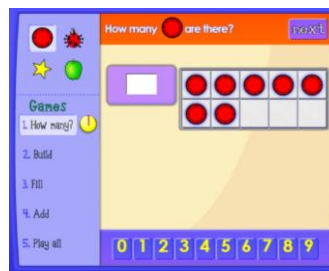 How many are there?
next
Games
1. How many?
2. Build
3. Fill
4. Add
5. Play all
0 1 2 3 4 5 6 7 8 9